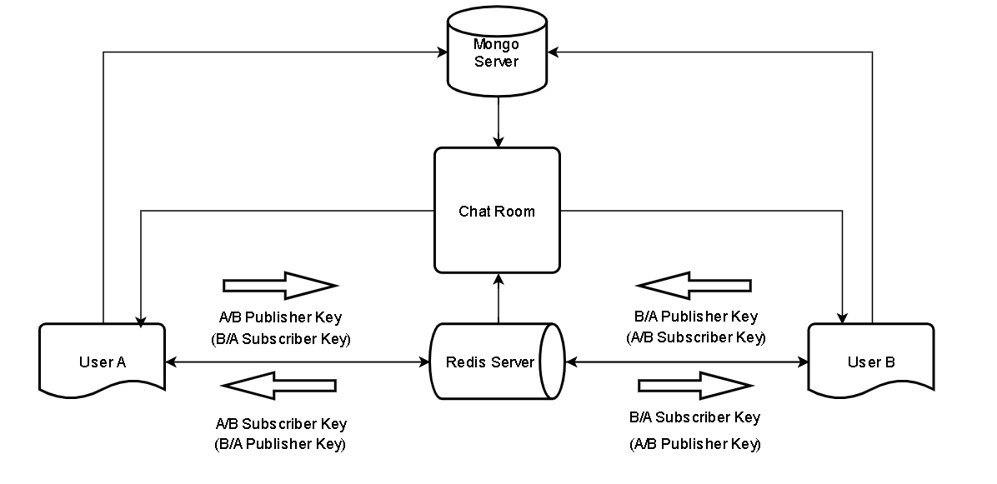 Mongo
Server
Chat Room
A/B Publisher Key
(B/A Subscriber Key)
B/A Publisher Key
(A/B Subscriber Key)
User A
Redis Server
User B
A/B Subscriber Key
(B/A Publisher Key)
B/A Subscriber Key
(A/B Publisher Key)